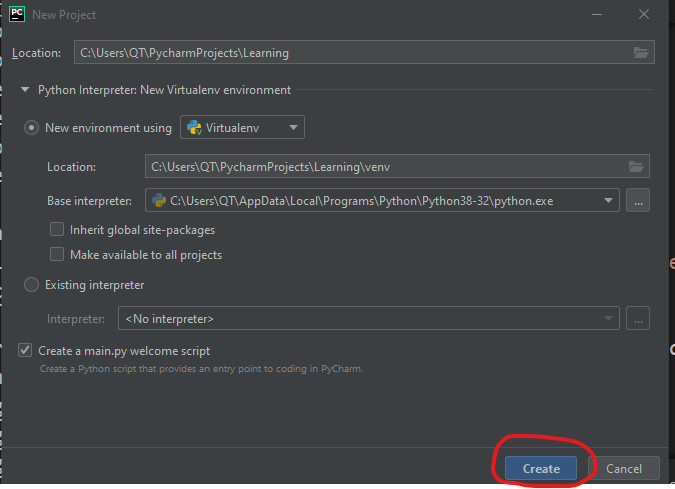 PC New Project
Location: C:\Users\QT\PycharmProjects\Learning
Python Interpreter: New Virtualenv environment
New environment using Virtualenv
Location: C:\Users\QT\PycharmProjects\Learning\venv
Base interpreter: C:\Users\QT\AppData\Local\Programs\Python\Python38-32\python.exe ...
Inherit global site-packages
Make available to all projects
Existing interpreter
Interpreter: <No interpreter> ...
Create a main.py welcome script
Create a Python script that provides an entry point to coding in PyCharm.
Create Cancel